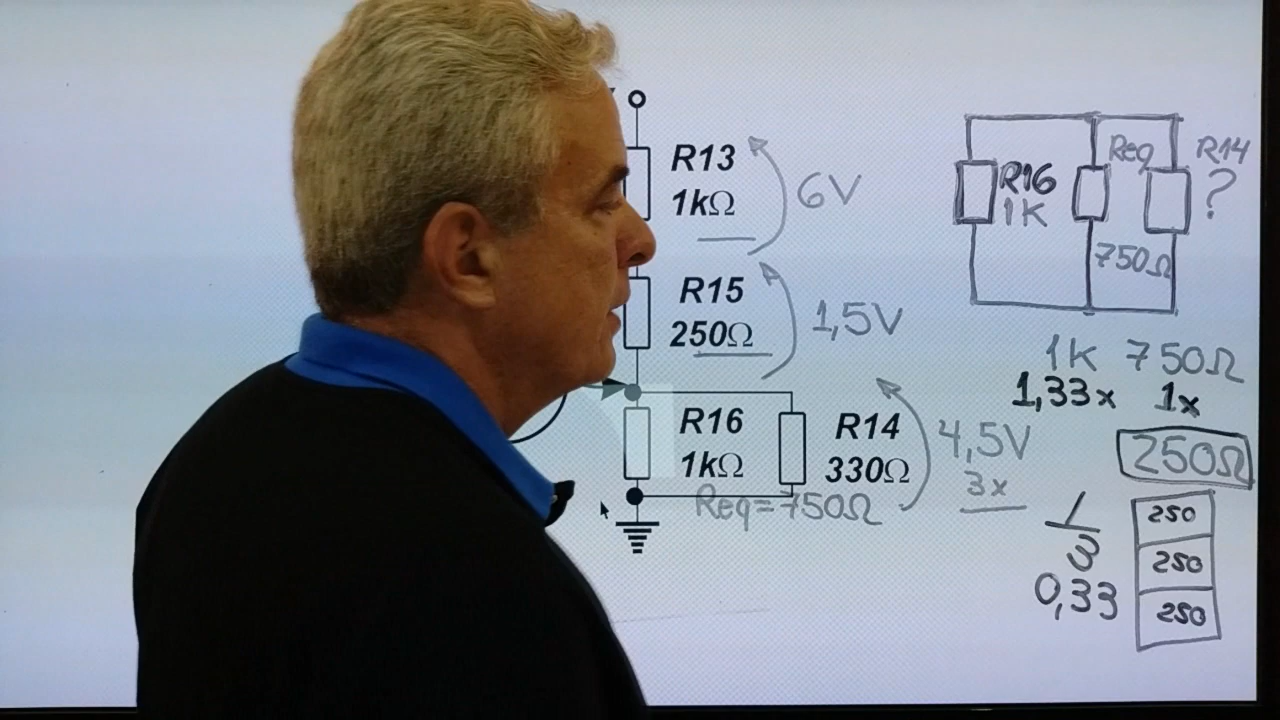 R13
1kΩ
6V
R15
250Ω
1,5V
R16
1kΩ
R14
330Ω
4,5V
3x
Req=750Ω
R16
1K
Req
750Ω
R14
?
1K 750Ω
1,33x 1x
250Ω
1
3
0,33
250
250
250